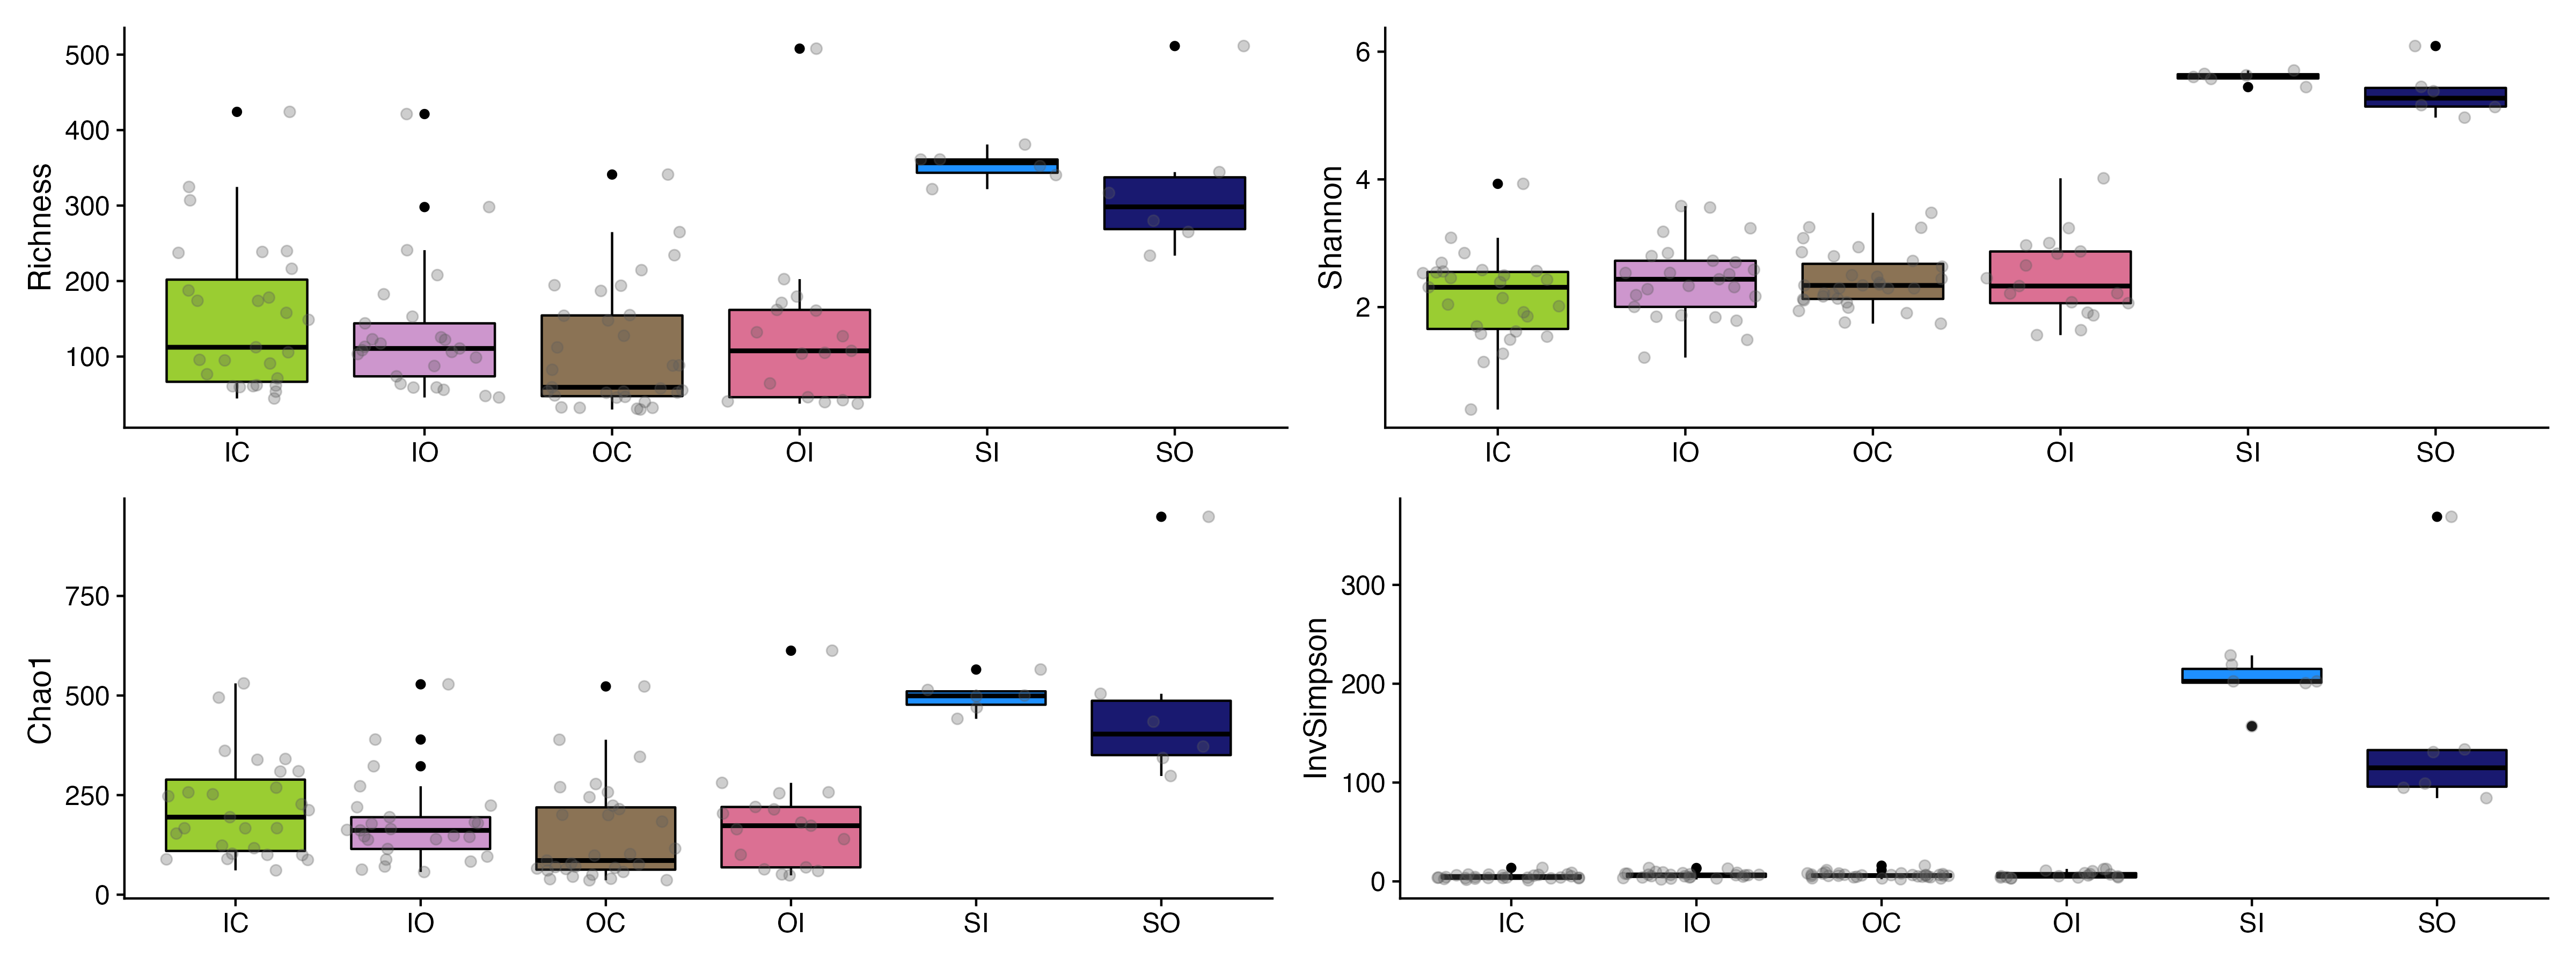 Richness
500
400
300
200
100
IC IO OC OI SI SO
Shannon
6
4
2
IC IO OC OI SI SO
Chao1
750
500
250
0
IC IO OC OI SI SO
InvSimpson
300
200
100
0
IC IO OC OI SI SO